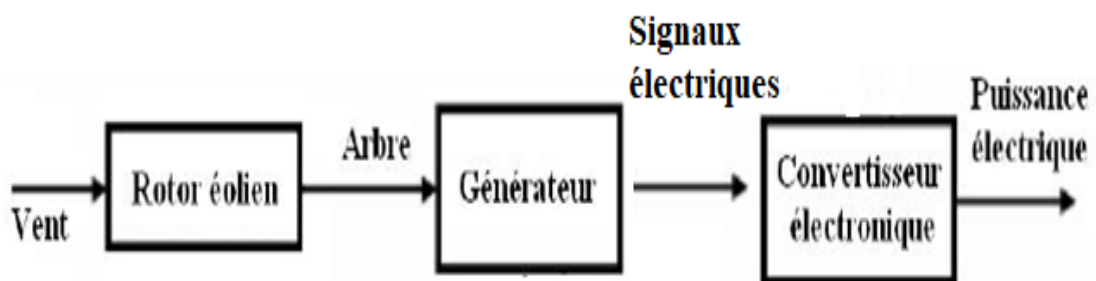 Vent
Rotor éolien
Arbre
Générateur
Signaux
électriques
Convertisseur
électronique
Puissance
électrique